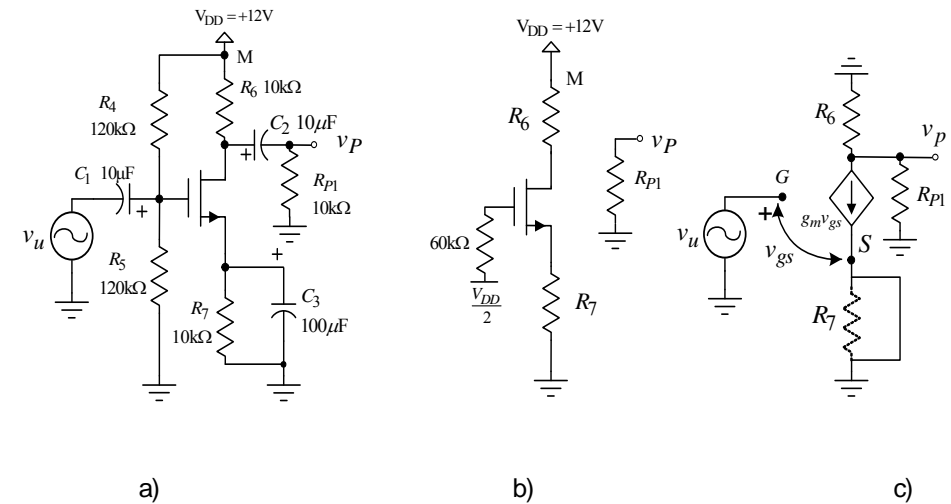 V_DD = +12V
M
R_6 10kΩ
R_4
120kΩ
C_2 10μF
+
v_P
C_1 10μF
+
R_P1
10kΩ
v_u
R_5
120kΩ
+
R_7
10kΩ
C_3
100μF
a)
V_DD = +12V
M
R_6
v_P
R_P1
60kΩ
V_DD
2
R_7
b)
R_6
v_p
G
+
R_P1
g_m v_gs
v_u
v_gs
S
R_7
c)